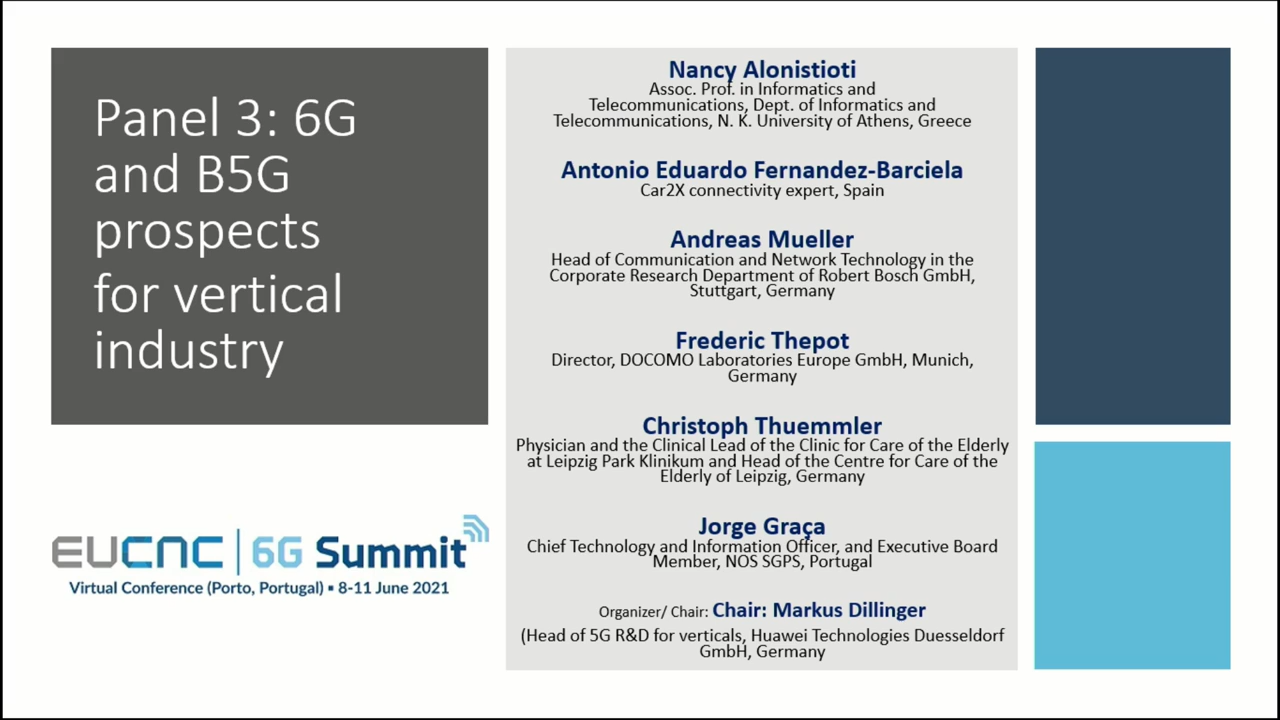 Panel 3: 6G
and B5G
prospects
for vertical
industry
EUCNC | 6G Summit
Virtual Conference (Porto, Portugal) ▪ 8-11 June 2021
Nancy Alonistioti
Assoc. Prof. in Informatics and
Telecommunications, Dept. of Informatics and
Telecommunications, N. K. University of Athens, Greece
Antonio Eduardo Fernandez-Barciela
Car2X connectivity expert, Spain
Andreas Mueller
Head of Communication and Network Technology in the
Corporate Research Department of Robert Bosch GmbH,
Stuttgart, Germany
Frederic Thepot
Director, DOCOMO Laboratories Europe GmbH, Munich,
Germany
Christoph Thuemmler
Physician and the Clinical Lead of the Clinic for Care of the Elderly
at Leipzig Park Klinikum and Head of the Centre for Care of the
Elderly of Leipzig, Germany
Jorge Graça
Chief Technology and Information Officer, and Executive Board
Member, NOS SGPS, Portugal
Organizer/ Chair: Chair: Markus Dillinger
(Head of 5G R&D for verticals, Huawei Technologies Duesseldorf
GmbH, Germany